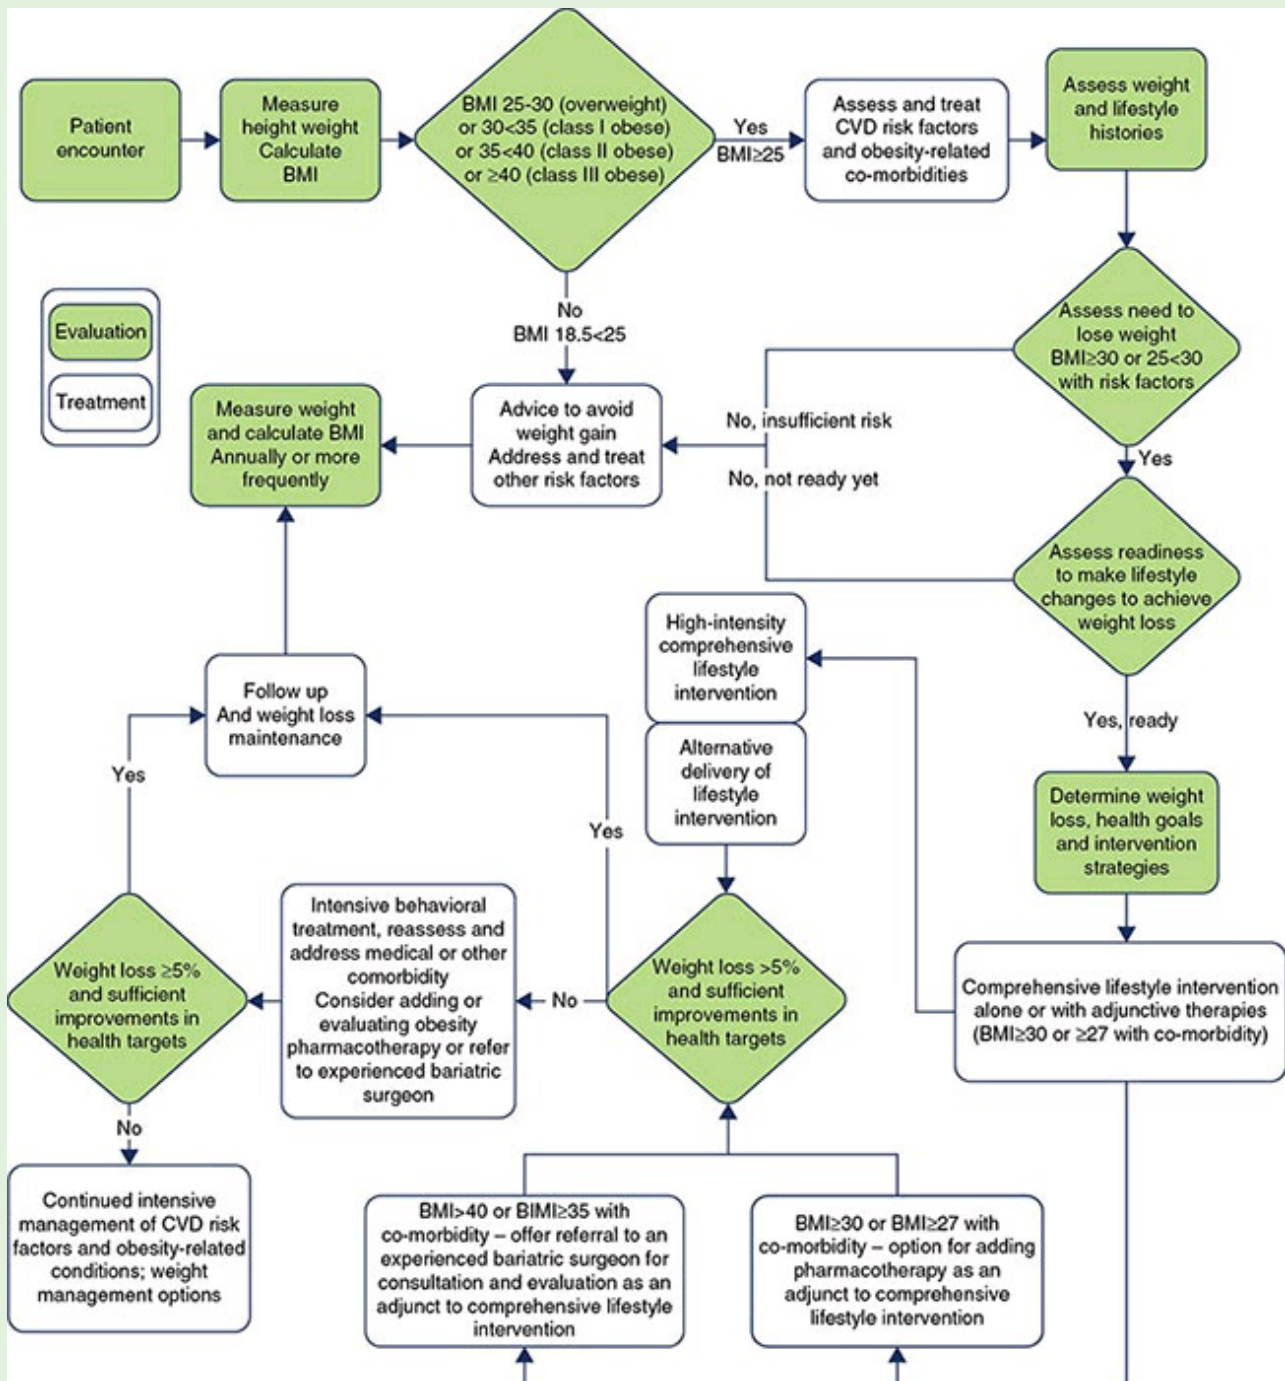 Patient
encounter
Measure
height weight
Calculate
BMI
BMI 25-30 (overweight)
or 30<35 (class I obese)
or 35<40 (class II obese)
or ≥40 (class III obese)
Yes
BMI≥25
Assess and treat
CVD risk factors
and obesity-related
co-morbidities
Assess weight
and lifestyle
histories
No
BMI 18.5<25
Evaluation
Treatment
Assess need to
lose weight
BMI≥30 or 25<30
with risk factors
Measure weight
and calculate BMI
Annually or more
frequently
Advice to avoid
weight gain
Address and treat
other risk factors
No, insufficient risk
No, not ready yet
Yes
Assess readiness
to make lifestyle
changes to achieve
weight loss
High-intensity
comprehensive
lifestyle
intervention
Follow up
And weight loss
maintenance
Yes, ready
Alternative
delivery of
lifestyle
intervention
Yes
Yes
Determine weight
loss, health goals
and intervention
strategies
Weight loss ≥5%
and sufficient
improvements in
health targets
Intensive behavioral
treatment, reassess and
address medical or other
comorbidity
Consider adding or
evaluating obesity
pharmacotherapy or refer
to experienced bariatric
surgeon
No
Weight loss >5%
and sufficient
improvements in
health targets
Comprehensive lifestyle intervention
alone or with adjunctive therapies
(BMI≥30 or ≥27 with co-morbidity)
No
Continued intensive
management of CVD risk
factors and obesity-related
conditions; weight
management options
BMI>40 or BIMI≥35 with
co-morbidity – offer referral to an
experienced bariatric surgeon for
consultation and evaluation as an
adjunct to comprehensive lifestyle
intervention
BMI≥30 or BMI≥27 with
co-morbidity – option for adding
pharmacotherapy as an
adjunct to comprehensive
lifestyle intervention